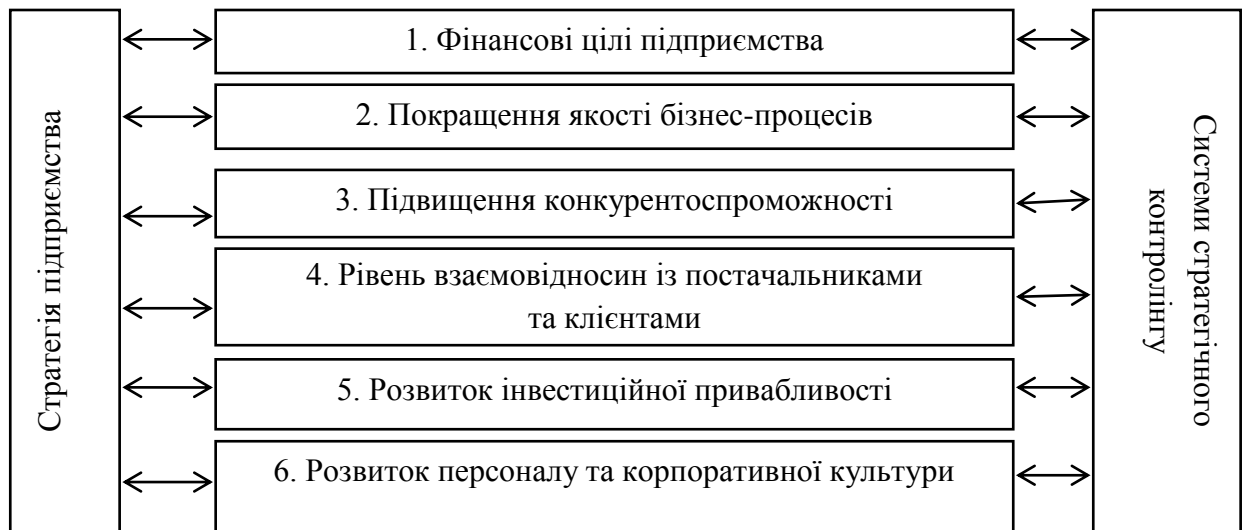 Стратегія підприємства
1. Фінансові цілі підприємства
2. Покращення якості бізнес-процесів
3. Підвищення конкурентоспроможності
4. Рівень взаємовідносин із постачальниками
та клієнтами
5. Розвиток інвестиційної привабливості
6. Розвиток персоналу та корпоративної культури
Системи стратегічного
контролінгу